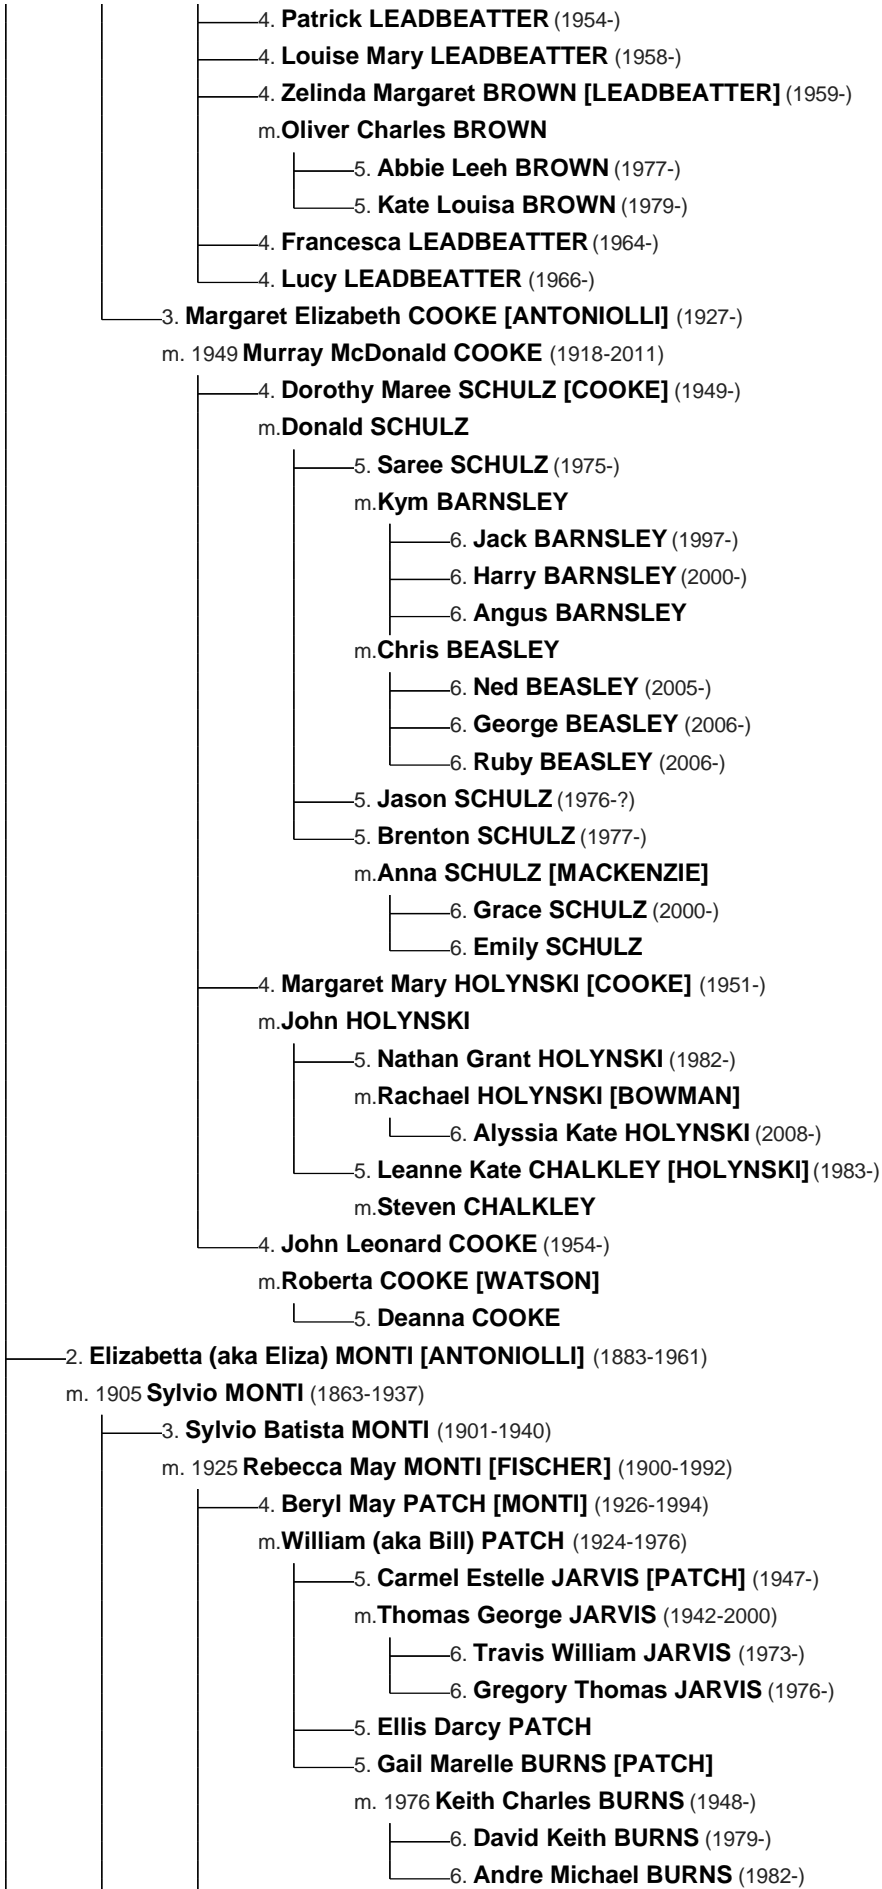 4. Patrick LEADBEATTER (1954-)
4. Louise Mary LEADBEATTER (1958-)
4. Zelinda Margaret BROWN [LEADBEATTER] (1959-)
m.Oliver Charles BROWN
5. Abbie Leeh BROWN (1977-)
5. Kate Louisa BROWN (1979-)
4. Francesca LEADBEATTER (1964-)
4. Lucy LEADBEATTER (1966-)
3. Margaret Elizabeth COOKE [ANTONIOLLI] (1927-)
m. 1949 Murray McDonald COOKE (1918-2011)
4. Dorothy Maree SCHULZ [COOKE] (1949-)
m.Donald SCHULZ
5. Saree SCHULZ (1975-)
m.Kym BARNSLEY
6. Jack BARNSLEY (1997-)
6. Harry BARNSLEY (2000-)
6. Angus BARNSLEY
m.Chris BEASLEY
6. Ned BEASLEY (2005-)
6. George BEASLEY (2006-)
6. Ruby BEASLEY (2006-)
5. Jason SCHULZ (1976-?)
5. Brenton SCHULZ (1977-)
m.Anna SCHULZ [MACKENZIE]
6. Grace SCHULZ (2000-)
6. Emily SCHULZ
4. Margaret Mary HOLYNSKI [COOKE] (1951-)
m.John HOLYNSKI
5. Nathan Grant HOLYNSKI (1982-)
m.Rachael HOLYNSKI [BOWMAN]
6. Alyssia Kate HOLYNSKI (2008-)
5. Leanne Kate CHALKLEY [HOLYNSKI] (1983-)
m.Steven CHALKLEY
4. John Leonard COOKE (1954-)
m.Roberta COOKE [WATSON]
5. Deanna COOKE
2. Elizabetta (aka Eliza) MONTI [ANTONIOLLI] (1883-1961)
m. 1905 Sylvio MONTI (1863-1937)
3. Sylvio Batista MONTI (1901-1940)
m. 1925 Rebecca May MONTI [FISCHER] (1900-1992)
4. Beryl May PATCH [MONTI] (1926-1994)
m.William (aka Bill) PATCH (1924-1976)
5. Carmel Estelle JARVIS [PATCH] (1947-)
m.Thomas George JARVIS (1942-2000)
6. Travis William JARVIS (1973-)
6. Gregory Thomas JARVIS (1976-)
5. Ellis Darcy PATCH
5. Gail Marelle BURNS [PATCH]
m. 1976 Keith Charles BURNS (1948-)
6. David Keith BURNS (1979-)
6. Andre Michael BURNS (1982-)